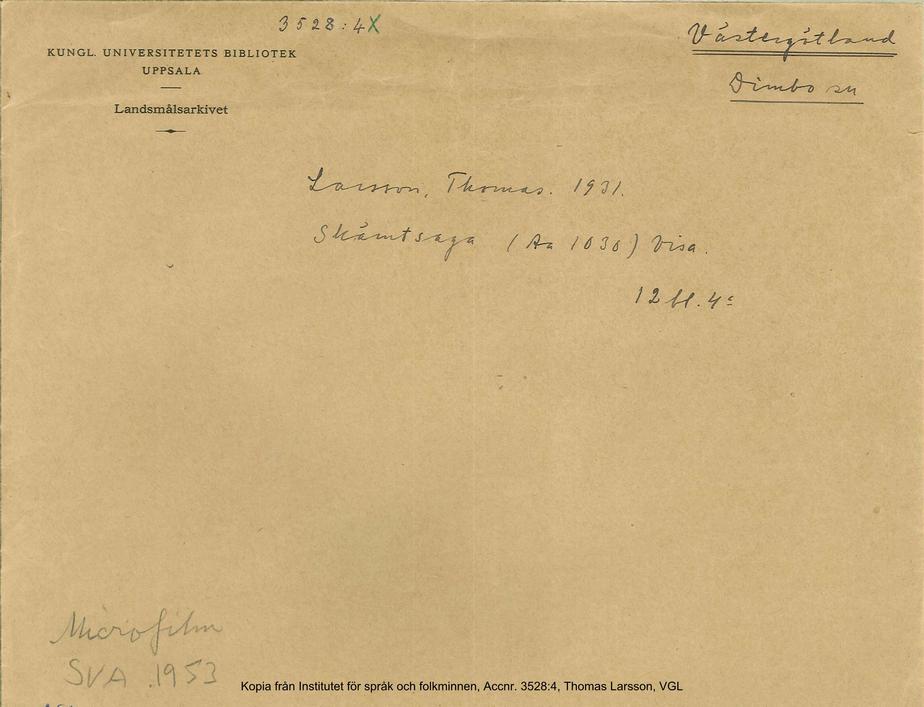 3528:4X
KUNGL. UNIVERSITETS BIBLIOTEK
UPPSALA
Landsmålsarkivet
Västergötland
Dimbo sn
Larsson, Thomas. 1931.
Skämtsaga (Aa 1030) Visa.
12 bl. 4:o
Microfilm
SVA 1953
Kopia från Institutet för språk och folkminnen, Accnr. 3528:4, Thomas Larsson, VGL